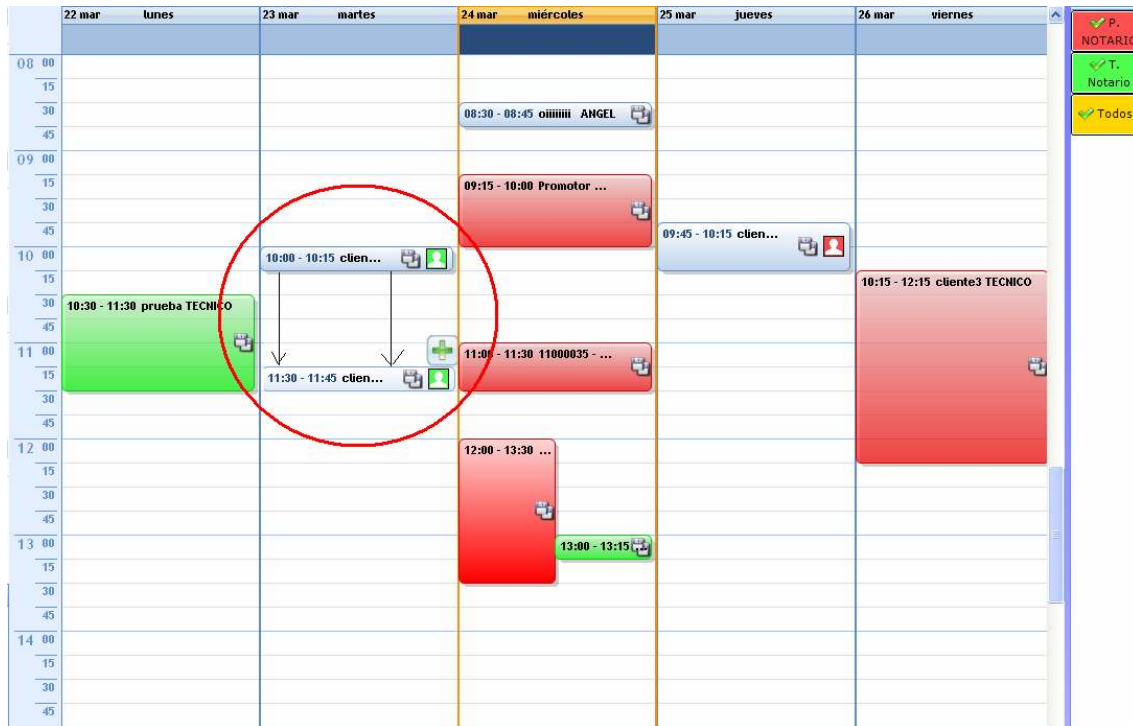 22 mar lunes
23 mar martes
24 mar miércoles
25 mar jueves
26 mar viernes
P.
NOTARIO
T.
Notario
Todos
08 00
15
30
45
09 00
15
30
45
10 00
15
30
45
11 00
15
30
45
12 00
15
30
45
13 00
15
30
45
14 00
15
30
45
10:30 - 11:30 prueba TECNICO
10:00 - 10:15 clien...
11:30 - 11:45 clien...
08:30 - 08:45 oiiiiiiii ANGEL
09:15 - 10:00 Promotor ...
11:00 - 11:30 11000035 - ...
12:00 - 13:30 ...
13:00 - 13:15
09:45 - 10:15 clien...
10:15 - 12:15 cliente3 TECNICO